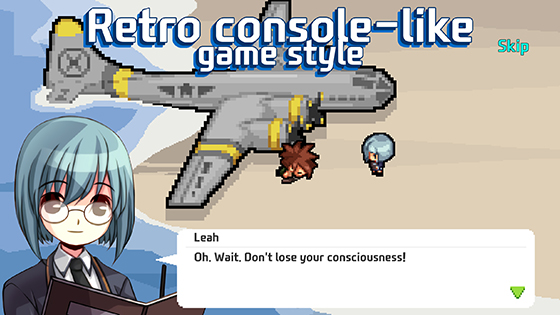 Retro console-like
game style
Skip
Leah
Oh, Wait, Don't lose your consciousness!